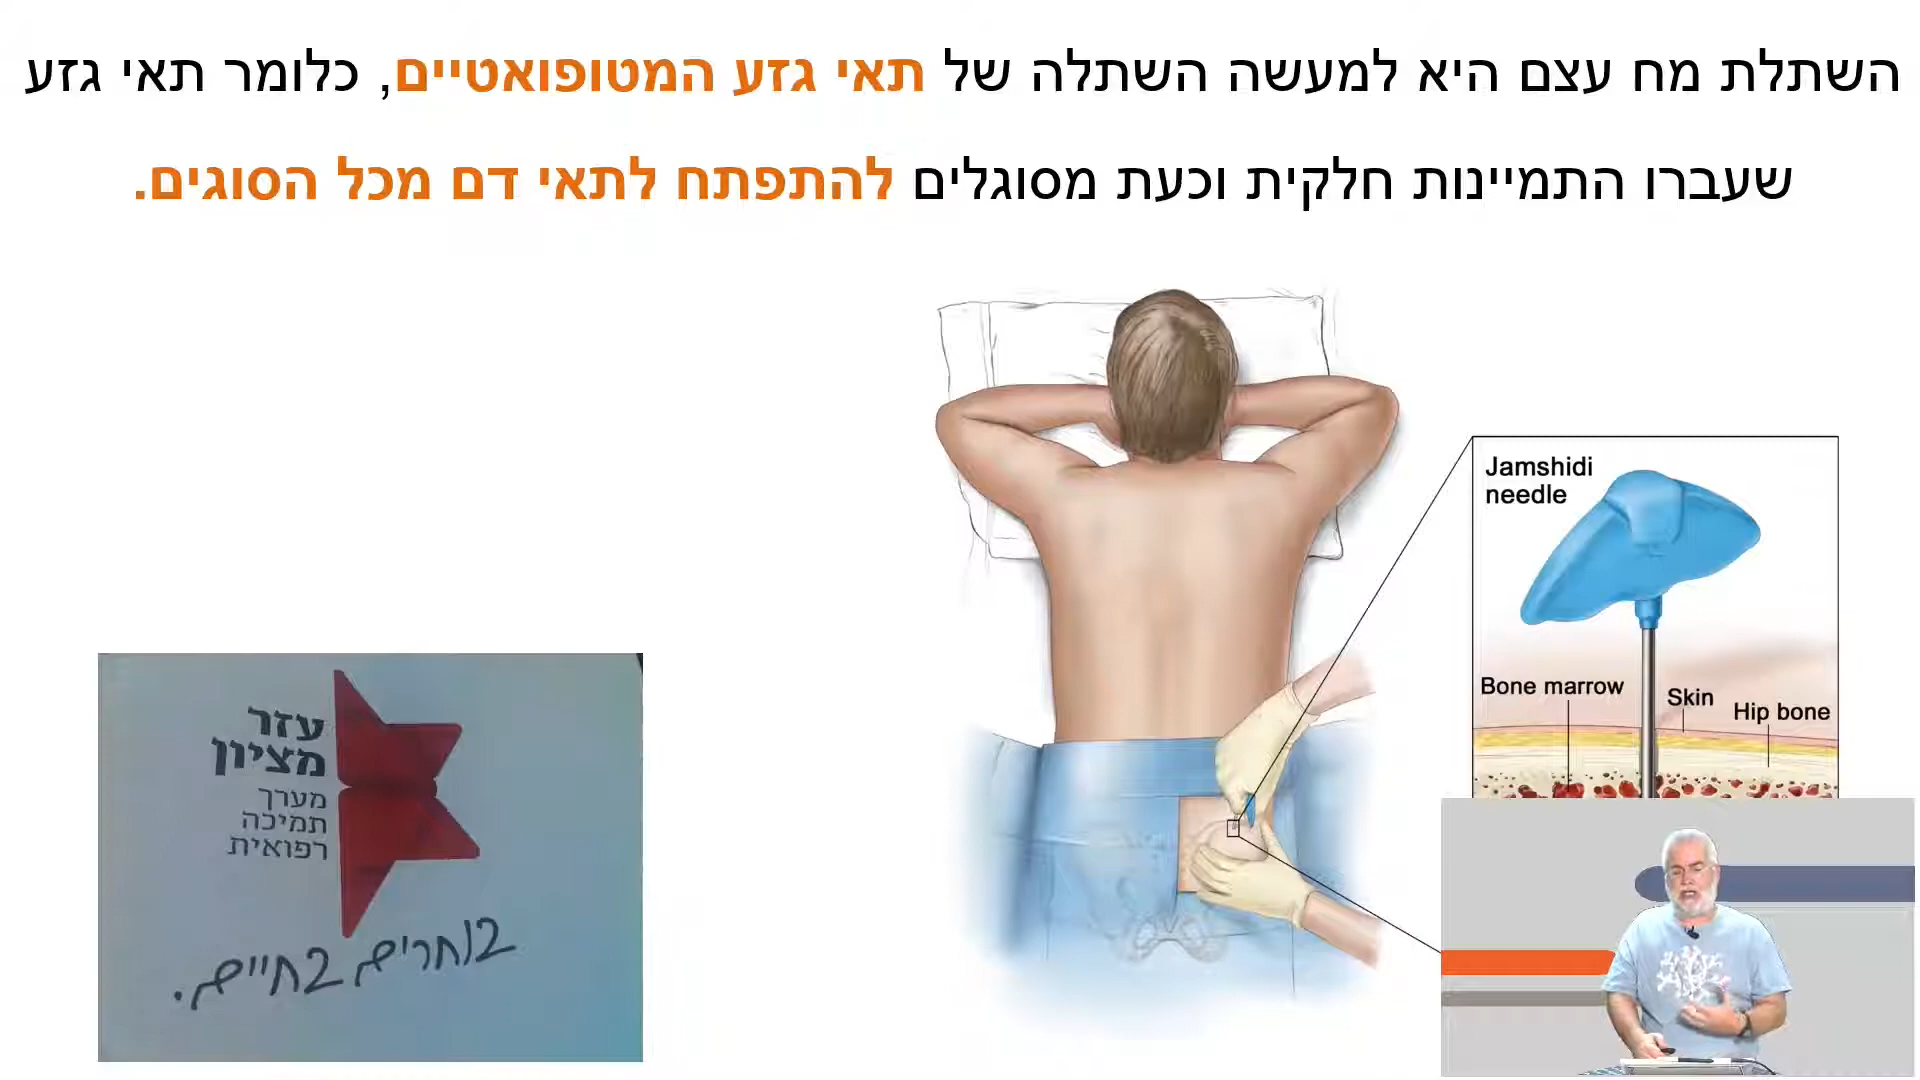 השתלת מח עצם היא למעשה השתלה של תאי גזע המטופואטיים, כלומר תאי גזע
שעברו התמיינות חלקית וכעת מסוגלים להתפתח לתאי דם מכל הסוגים.
Jamshidi
needle
Bone marrow
Skin
Hip bone
עזר
מציון
מערך
תמיכה
רפואית
בוחרים בחיים.